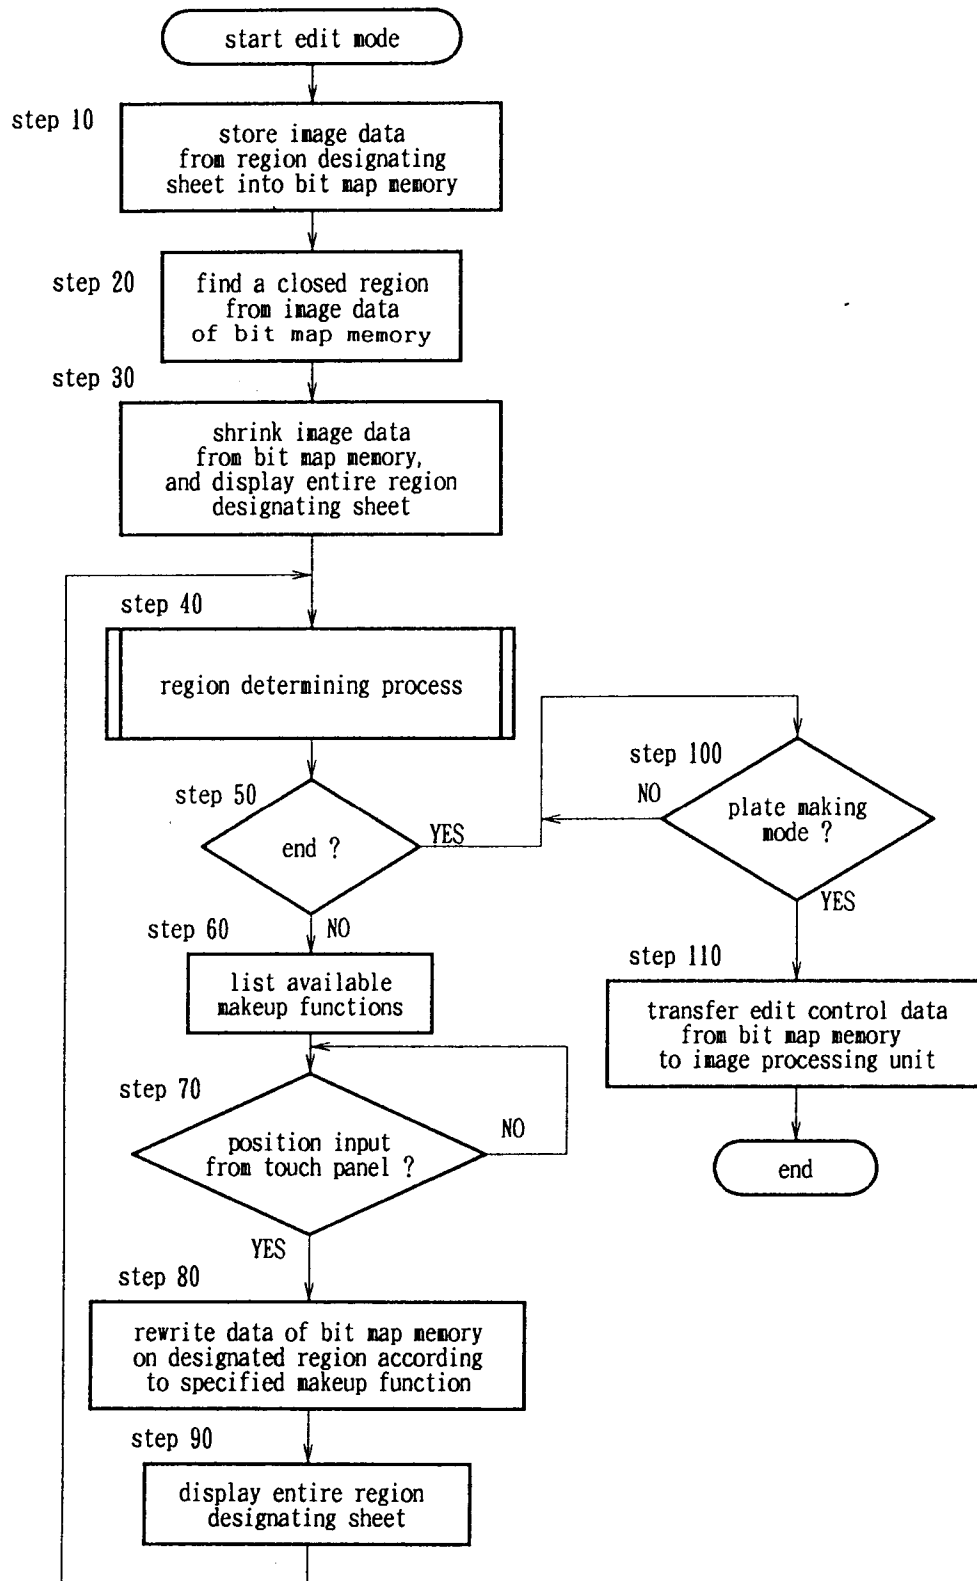 start edit mode
step 10
store image data
from region designating
sheet into bit map memory
step 20
find a closed region
from image data
of bit map memory
step 30
shrink image data
from bit map memory,
and display entire region
designating sheet
step 40
region determining process
step 50
end ?
YES
NO
step 100
plate making
mode ?
NO
YES
step 60
list available
makeup functions
step 110
transfer edit control data
from bit map memory
to image processing unit
end
step 70
position input
from touch panel ?
NO
YES
step 80
rewrite data of bit map memory
on designated region according
to specified makeup function
step 90
display entire region
designating sheet